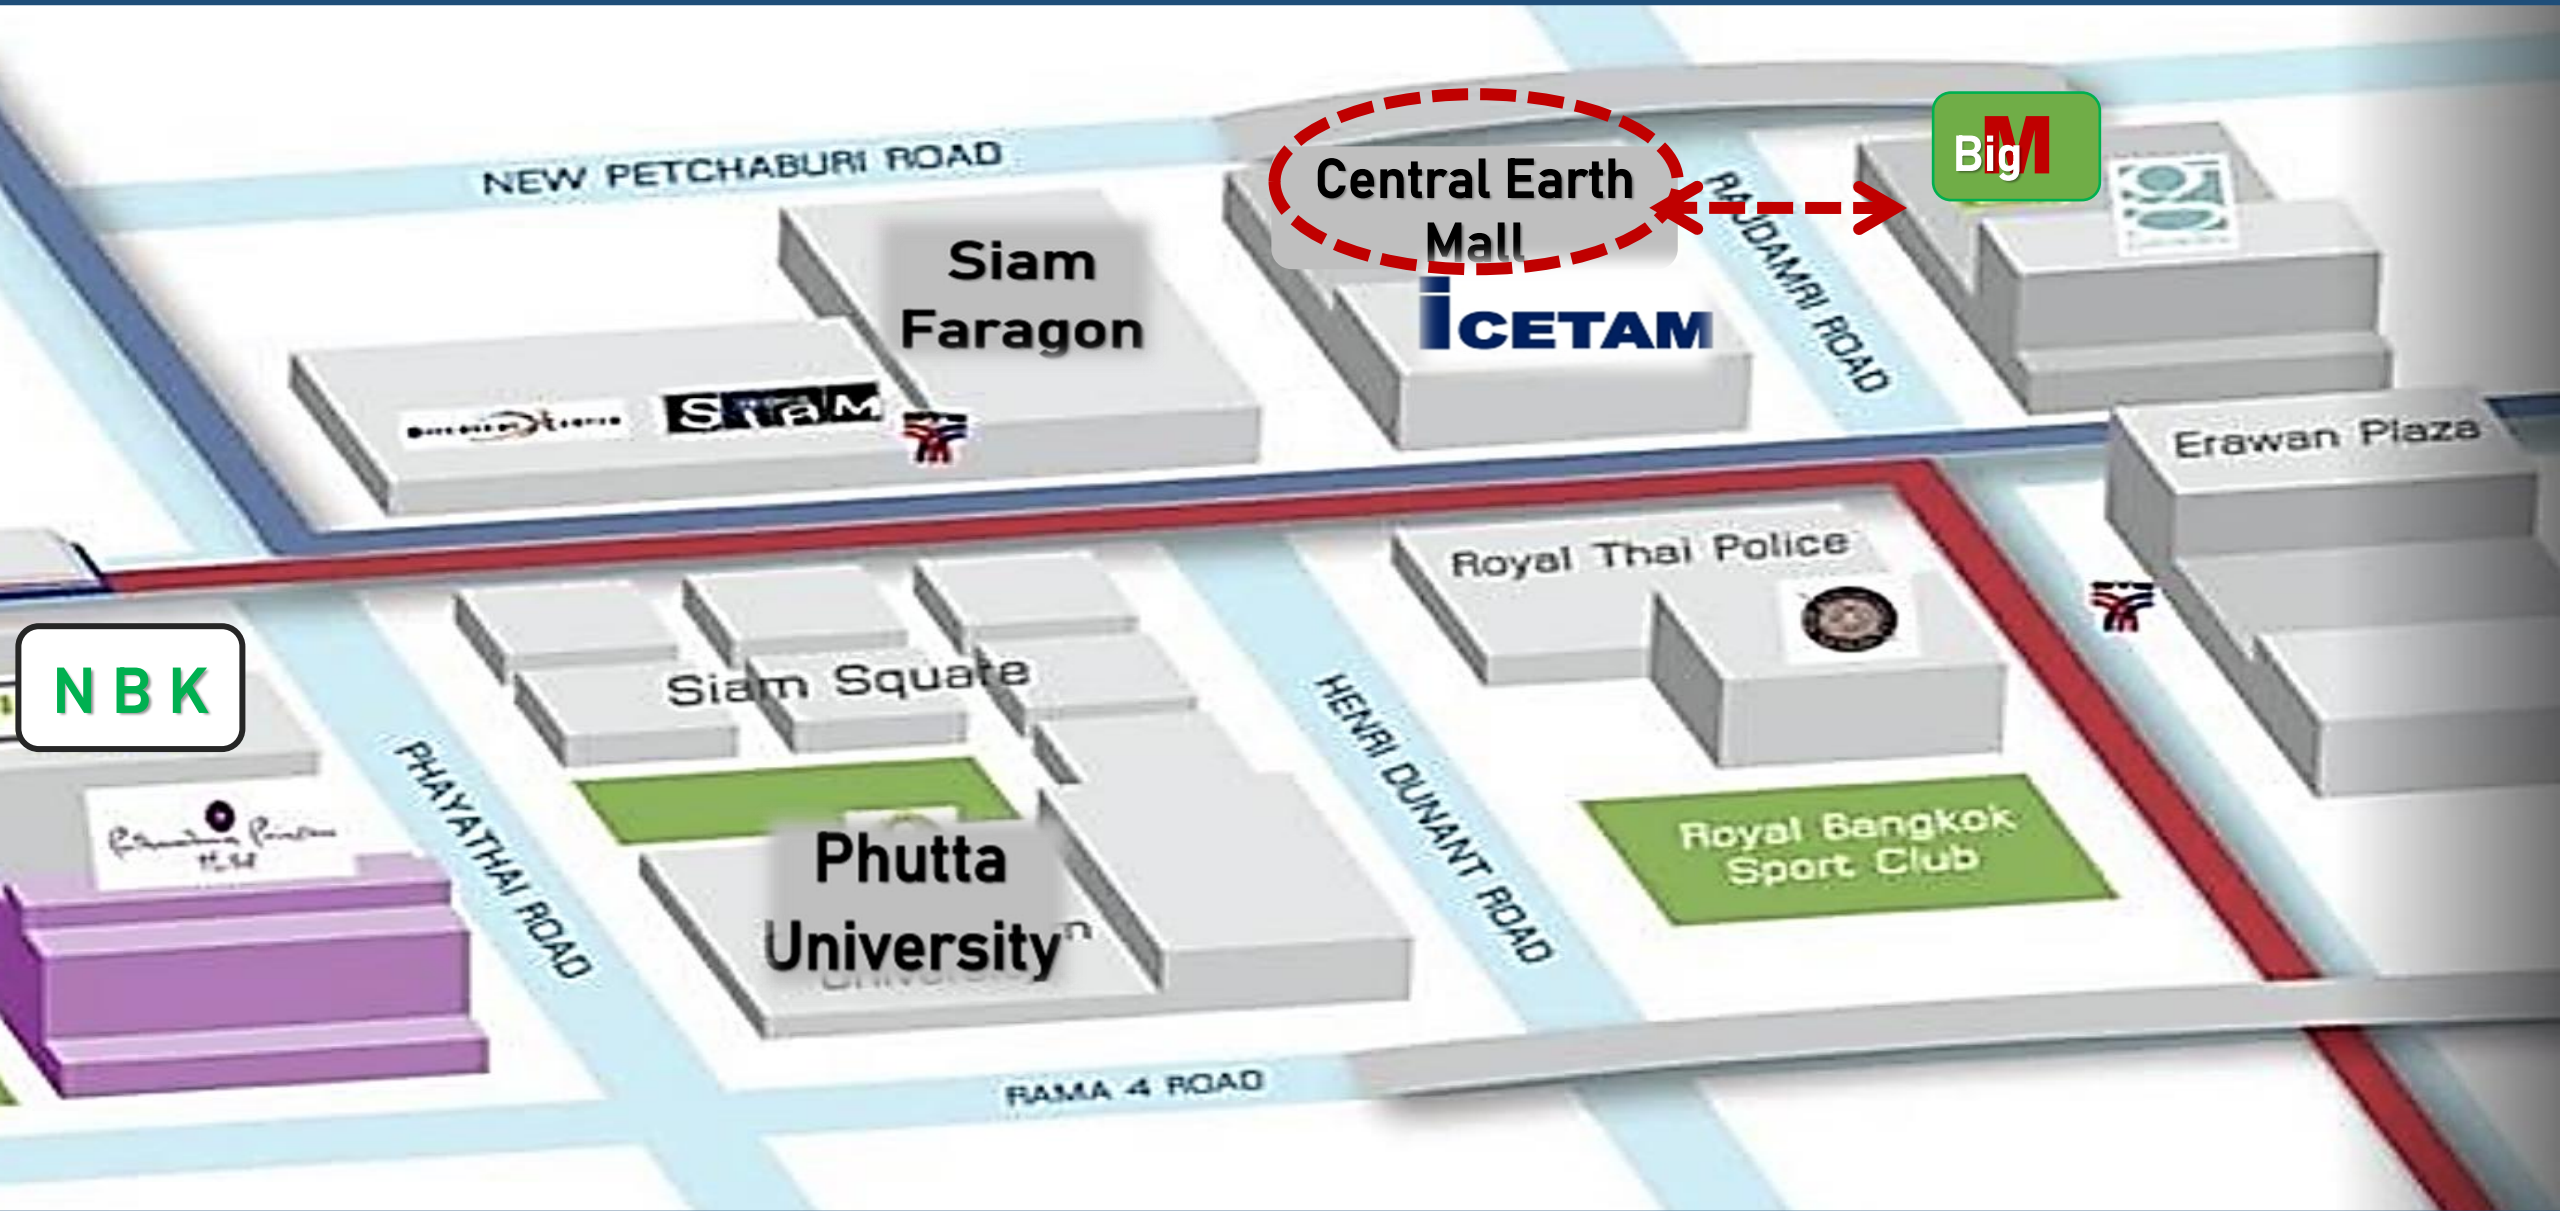 NEW PETCHABURI ROAD
Central Earth
Mall
Big M
Siam
Faragon
iCETAM
RAJDAMRI ROAD
SIAM
Erawan Plaza
Royal Thai Police
N B K
Siam Square
PHAYATHAI ROAD
HENRI DUNANT ROAD
Royal Bangkok
Sport Club
Phutta
University
RAMA 4 ROAD